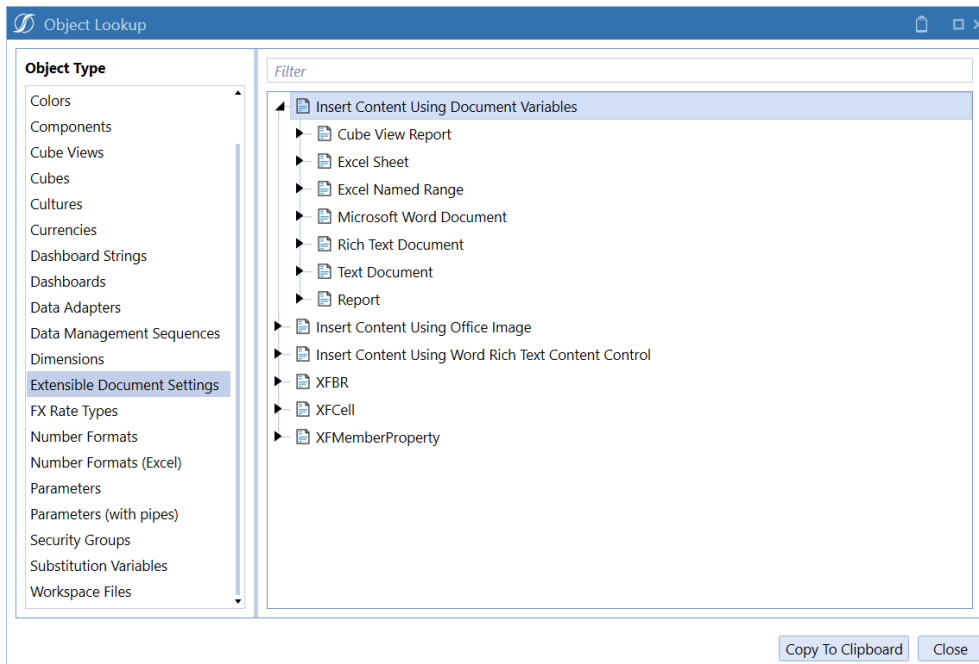 Object Lookup
Object Type
Colors
Components
Cube Views
Cubes
Cultures
Currencies
Dashboard Strings
Dashboards
Data Adapters
Data Management Sequences
Dimensions
Extensible Document Settings
FX Rate Types
Number Formats
Number Formats (Excel)
Parameters
Parameters (with pipes)
Security Groups
Substitution Variables
Workspace Files
Filter
Insert Content Using Document Variables
Cube View Report
Excel Sheet
Excel Named Range
Microsoft Word Document
Rich Text Document
Text Document
Report
Insert Content Using Office Image
Insert Content Using Word Rich Text Content Control
XFBR
XFCell
XFMemberProperty
Copy To Clipboard
Close